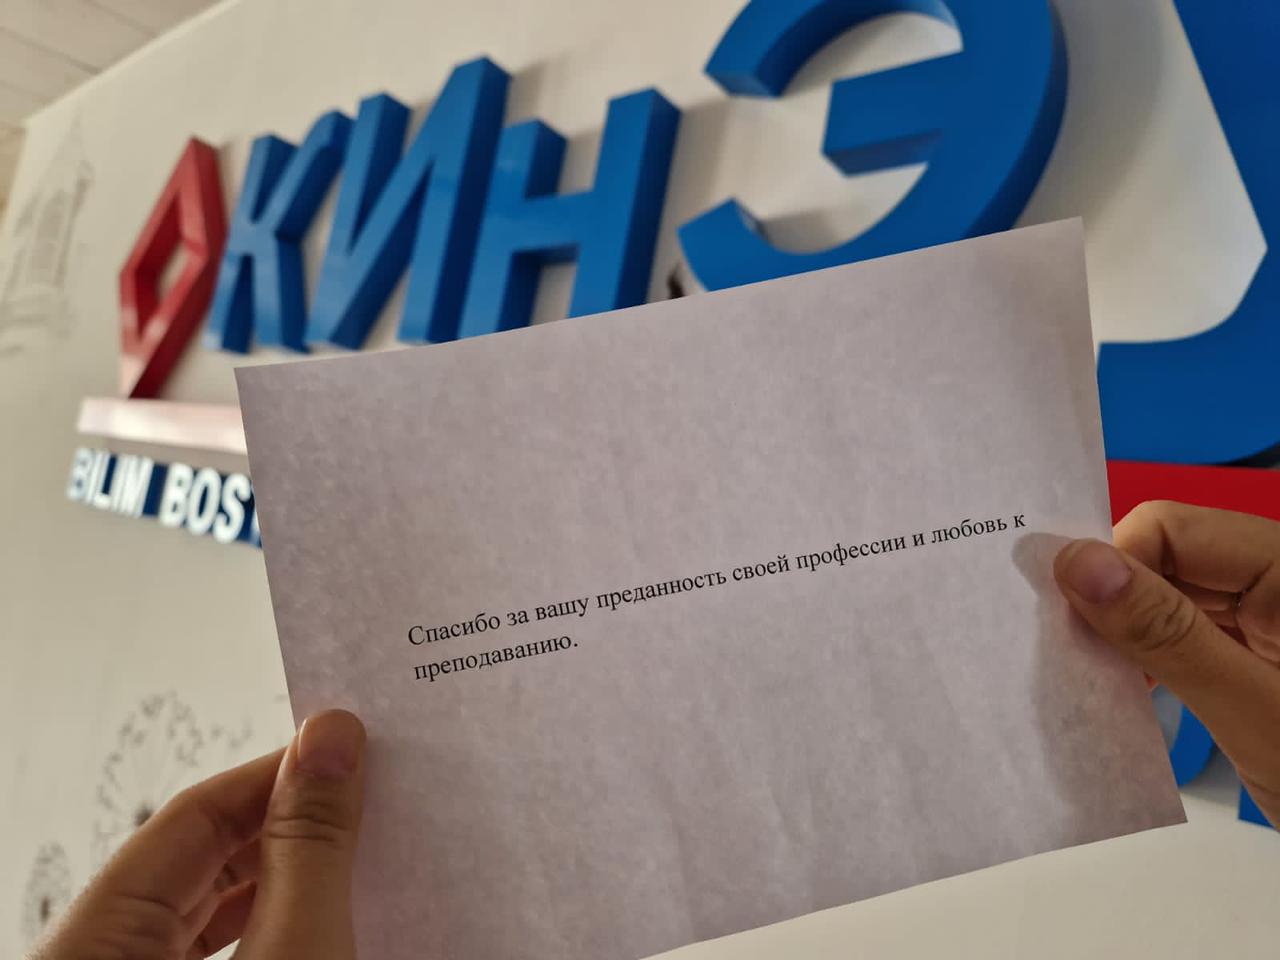 КИНЭ
BILIM BOS
Спасибо за вашу преданность своей профессии и любовь к
преподаванию.